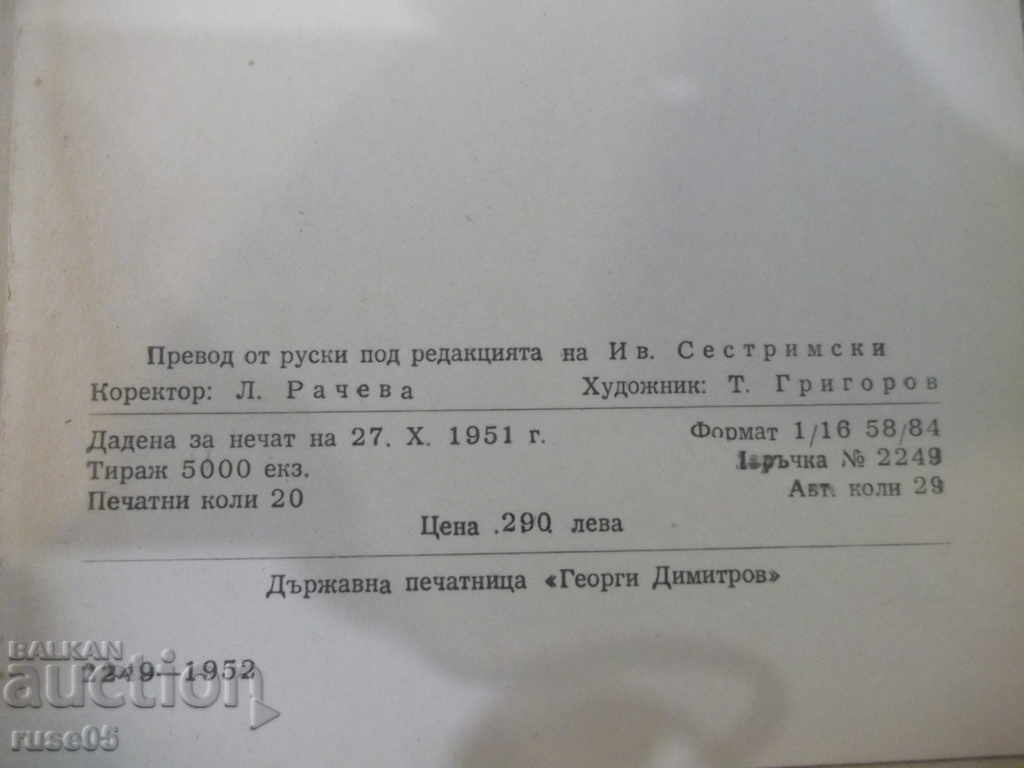 Превод от руски под редакцията на Ив. Сестримски
Коректор: Л. Рачева Художник: Т. Григоров
Дадена за нечат на 27. X. 1951 г. Формат 1/16 58/84
Тираж 5000 екз. Поръчка № 2249
Печатни коли 20 Авт. коли 29
Цена .290 лева
Държавна печатница «Георги Димитров»
2249—1952
BALKAN
auction
ruse05